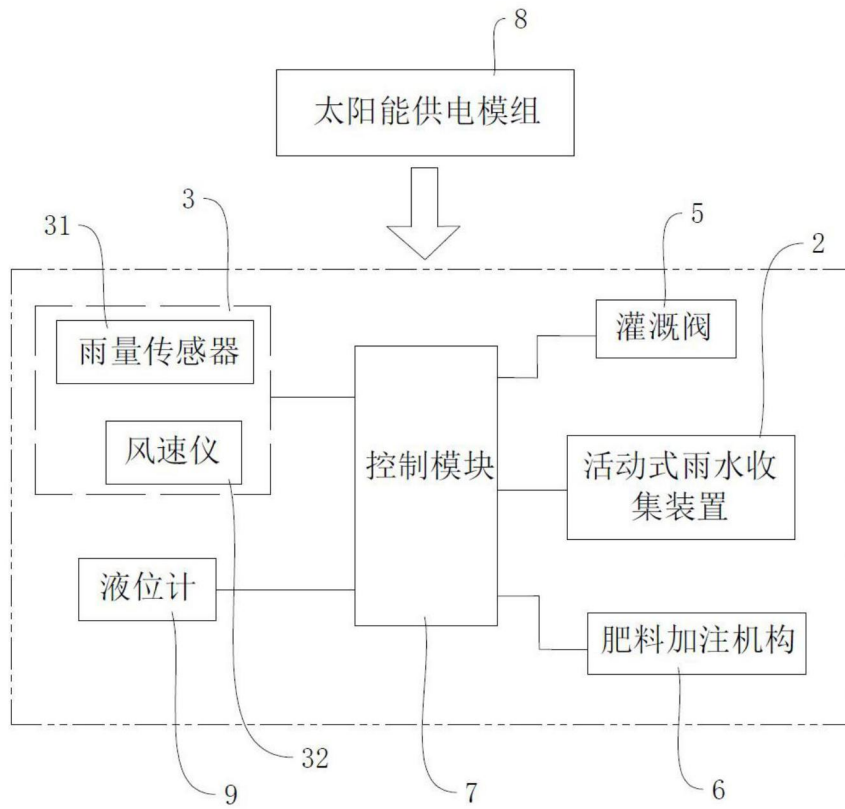 8
太阳能供电模组
31
3
5
2
雨量传感器
灌溉阀
风速仪
控制模块
活动式雨水收
集装置
液位计
肥料加注机构
9
32
7
6